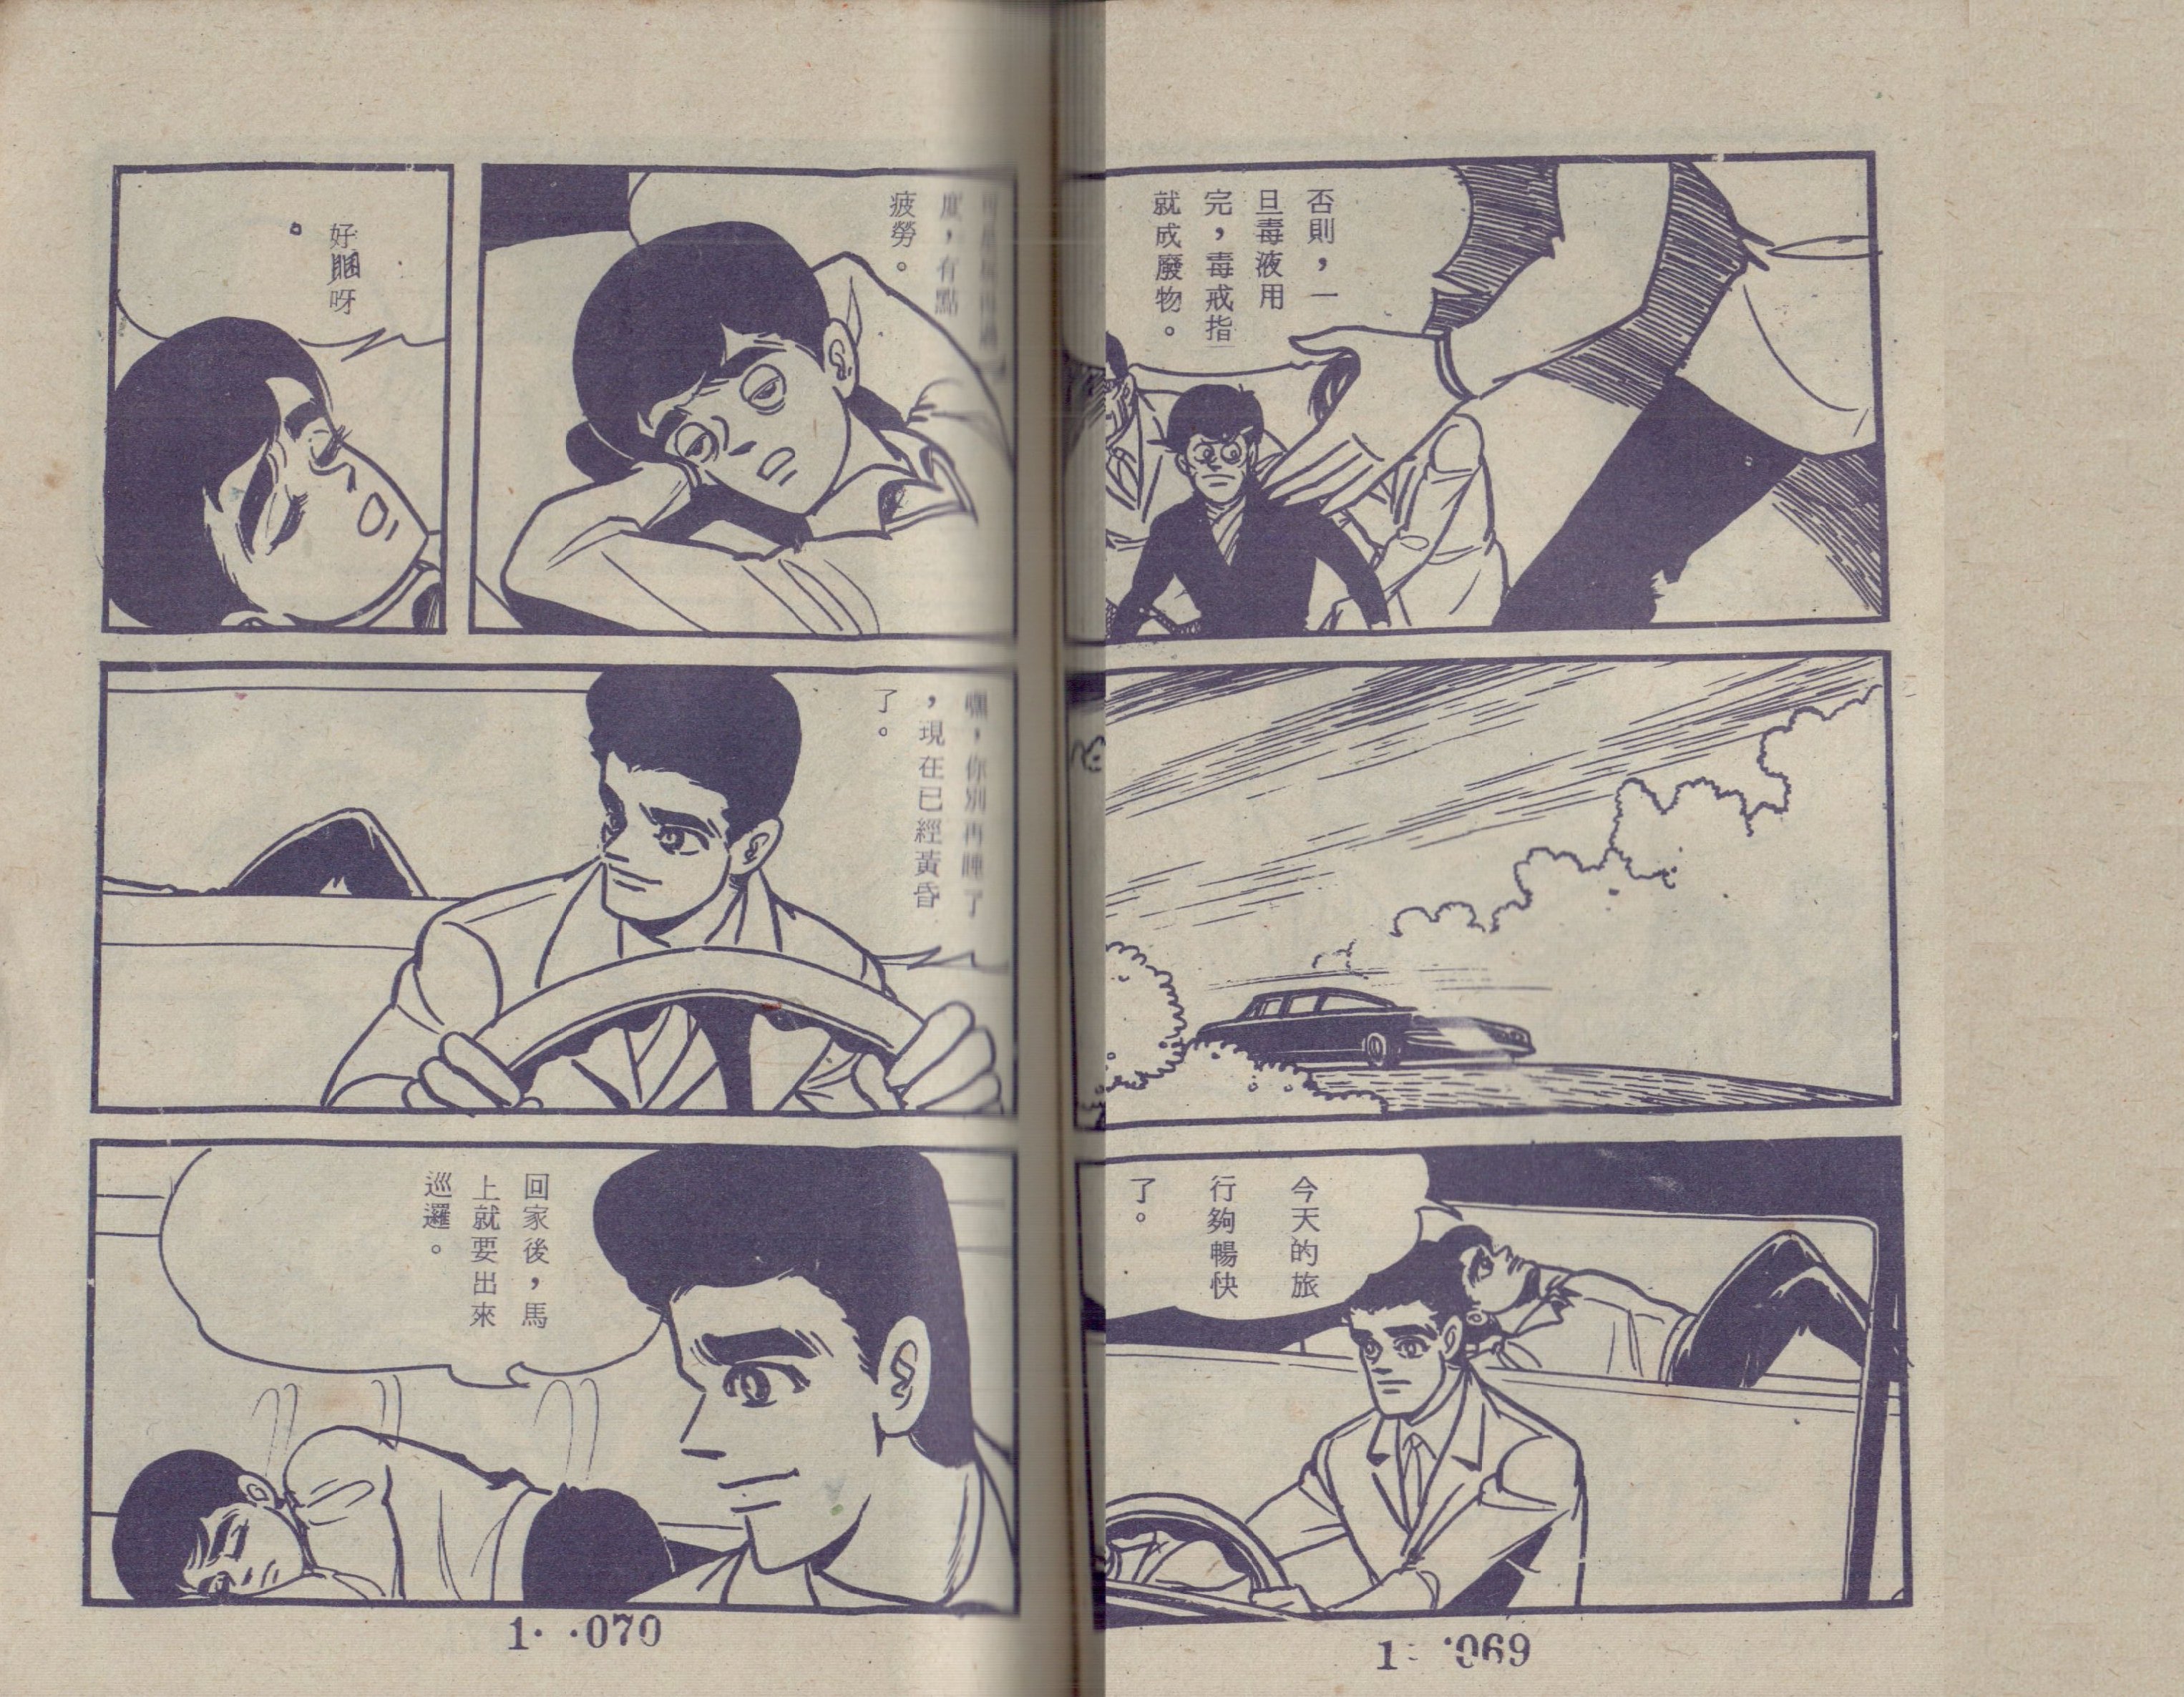 否則，一
旦毒液用
完，毒戒指
就成廢物。
今天的旅
行夠暢快
了。
1 069
度，有點
疲勞。
好睏呀
。
嘿，你別再睡了
，現在已經黃昏
了。
回家後，馬
上就要出來
巡邏。
1 070